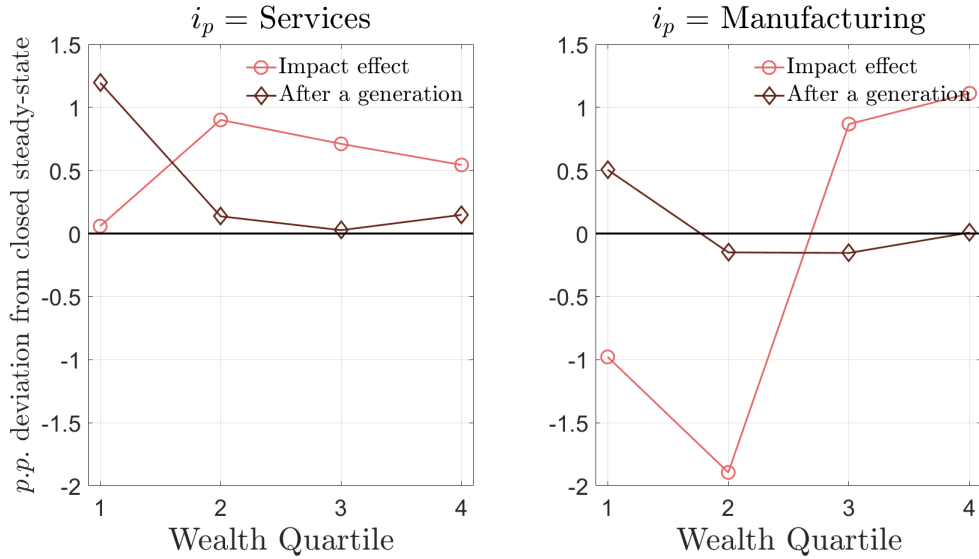 i_p = Services
p.p. deviation from closed steady-state
1.5
1
0.5
0
-0.5
-1
-1.5
-2
Impact effect
After a generation
1
2
3
4
Wealth Quartile
i_p = Manufacturing
1.5
1
0.5
0
-0.5
-1
-1.5
-2
Impact effect
After a generation
1
2
3
4
Wealth Quartile